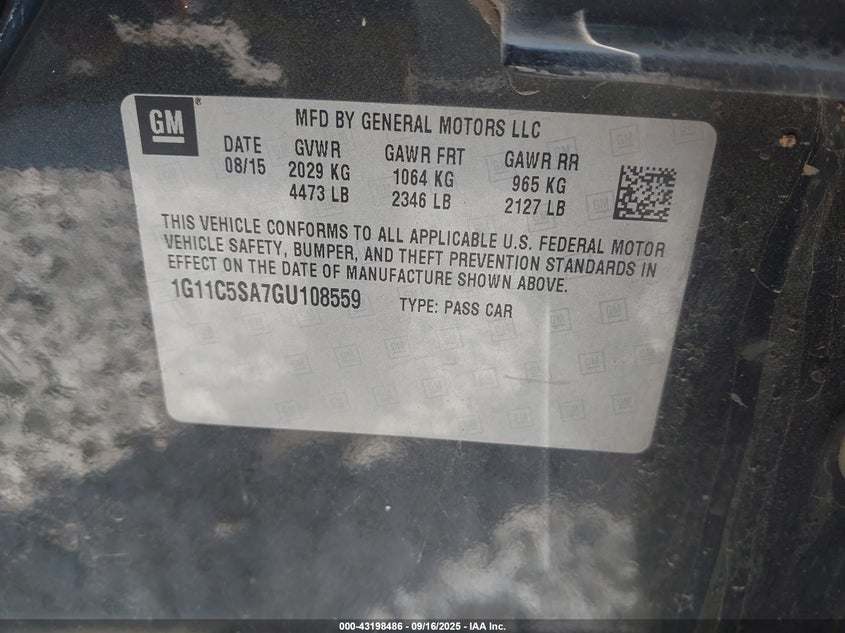 GM®
MFD BY GENERAL MOTORS LLC
DATE GVWR GAWR FRT GAWR RR
08/15 2029 KG 1064 KG 965 KG
4473 LB 2346 LB 2127 LB
THIS VEHICLE CONFORMS TO ALL APPLICABLE U.S. FEDERAL MOTOR
VEHICLE SAFETY, BUMPER, AND THEFT PREVENTION STANDARDS IN
EFFECT ON THE DATE OF MANUFACTURE SHOWN ABOVE.
1G11C5SA7GU108559 TYPE: PASS CAR
000-43198486 - 09/16/2025 - IAA Inc.